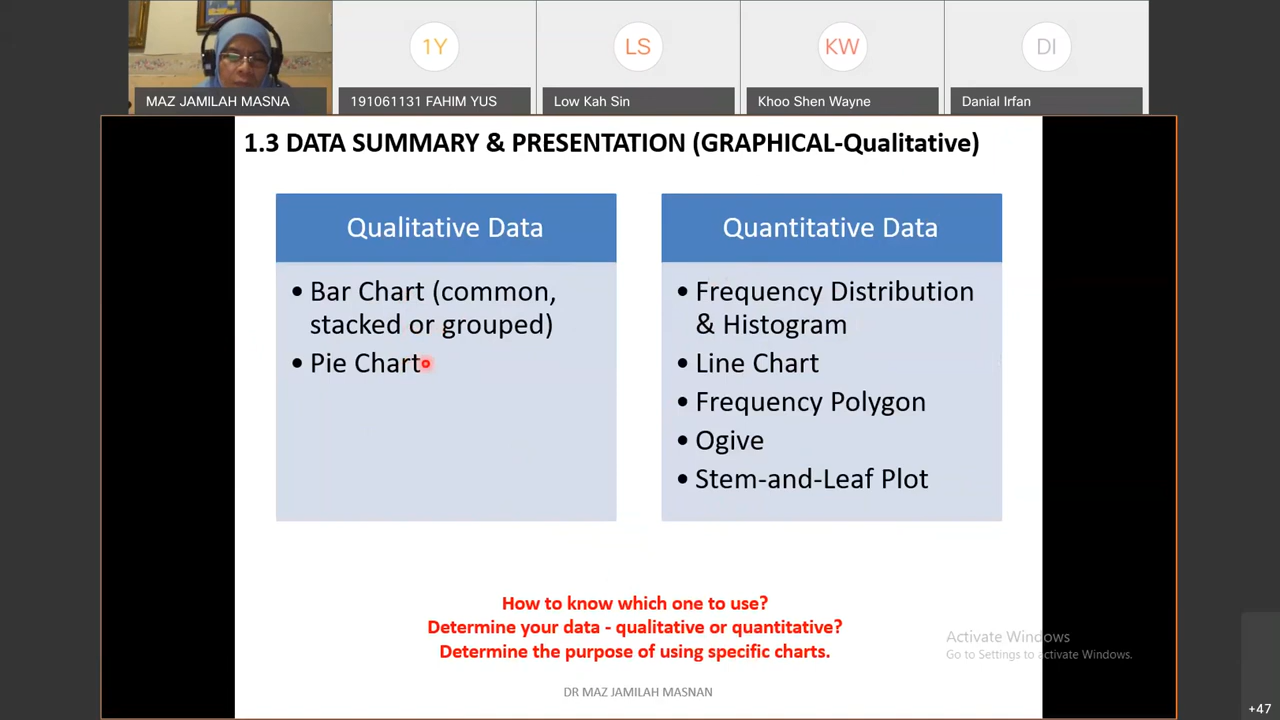 1Y
LS
KW
DI
MAZ JAMILAH MASNA
191061131 FAHIM YUS
Low Kah Sin
Khoo Shen Wayne
Danial Irfan
1.3 DATA SUMMARY & PRESENTATION (GRAPHICAL-Qualitative)
Qualitative Data
• Bar Chart (common,
stacked or grouped)
• Pie Chart
Quantitative Data
• Frequency Distribution
& Histogram
• Line Chart
• Frequency Polygon
• Ogive
• Stem-and-Leaf Plot
How to know which one to use?
Determine your data - qualitative or quantitative?
Determine the purpose of using specific charts.
Activate Windows
Go to Settings to activate Windows.
DR MAZ JAMILAH MASNAN
+47